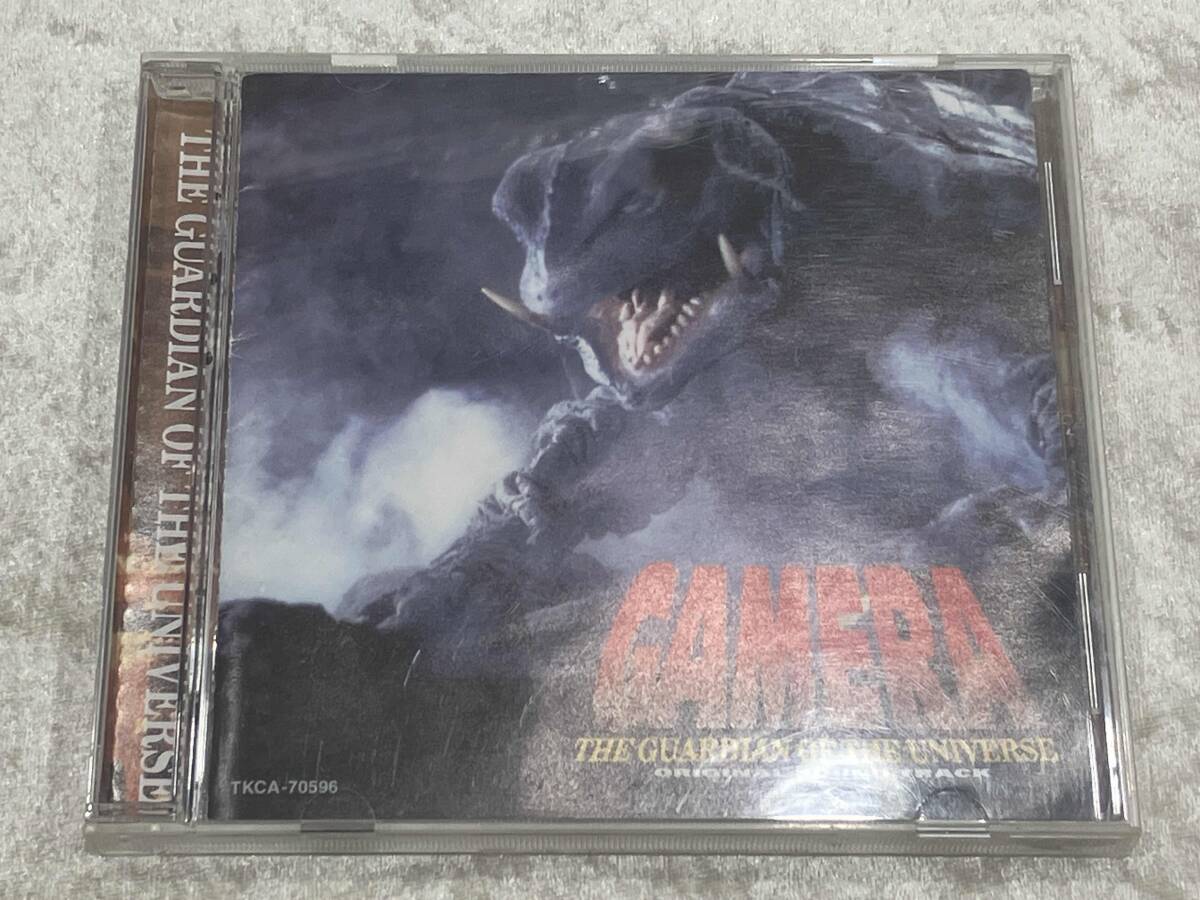 THE GUARDIAN OF THE UNIVERSE
GAMERA
THE GUARDIAN OF THE UNIVERSE
ORIGINAL SOUNDTRACK
TKCA-70596